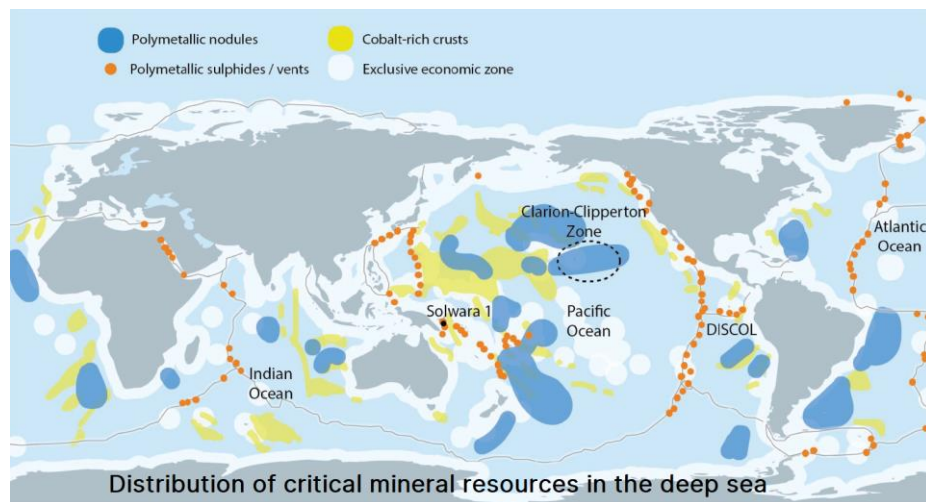 Polymetallic nodules
Cobalt-rich crusts
Polymetallic sulphides / vents
Exclusive economic zone
Clarion-Clipperton
Zone
Atlantic
Ocean
Solwara 1
Pacific
Ocean
DISCOL
Indian
Ocean
Distribution of critical mineral resources in the deep sea